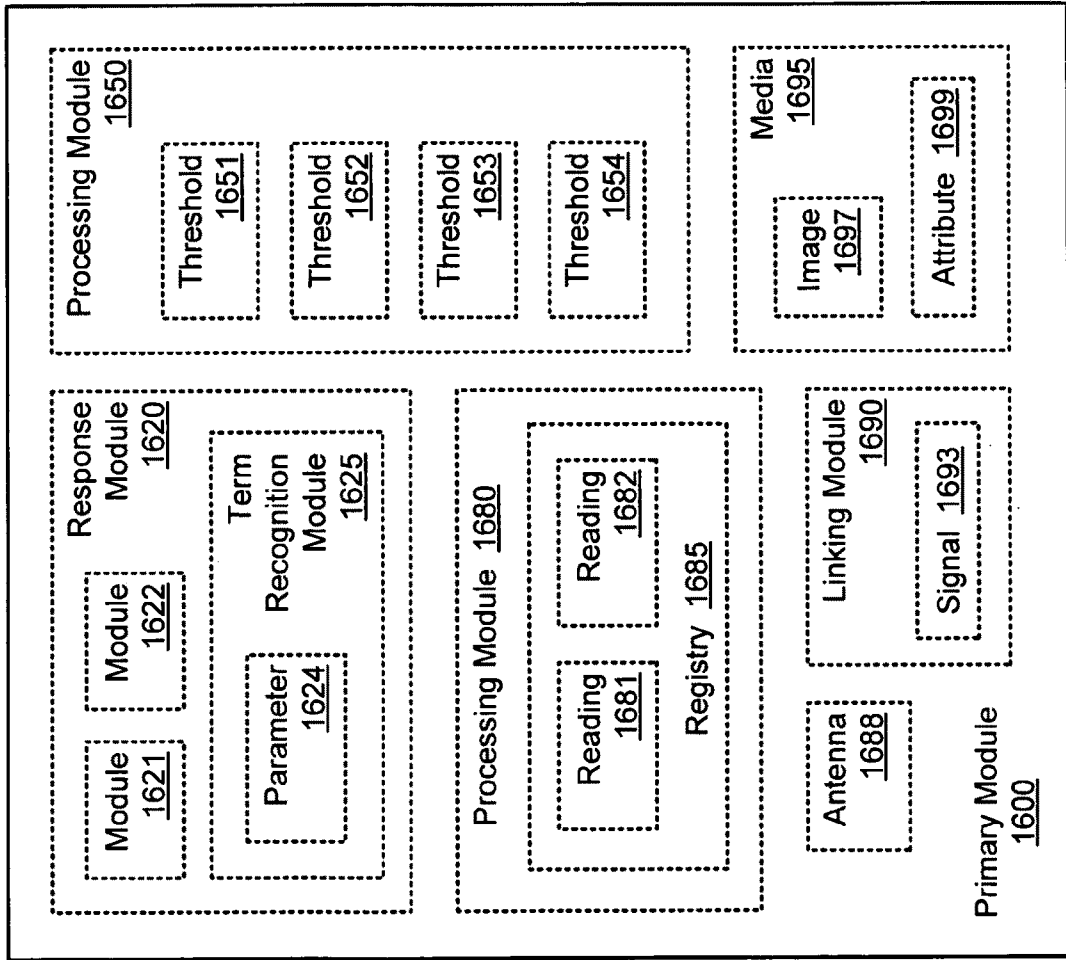 Response
Module
1620
Module
1621
Module
1622
Term
Recognition
Module
1625
Parameter
1624
Processing Module
1650
Threshold
1651
Threshold
1652
Threshold
1653
Threshold
1654
Processing Module 1680
Reading
1681
Reading
1682
Registry 1685
Antenna
1688
Linking Module
1690
Signal 1693
Media
1695
Image
1697
Attribute 1699
Primary Module
1600